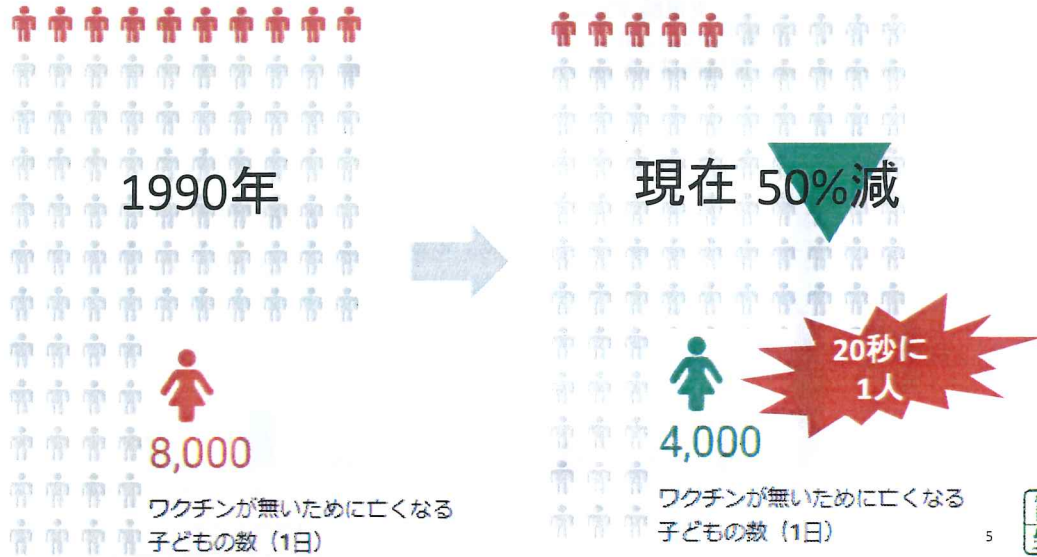 1990年
8,000
ワクチンが無いために亡くなる
子どもの数（1日）
現在 50%減
20秒に
1人
4,000
ワクチンが無いために亡くなる
子どもの数（1日）
5